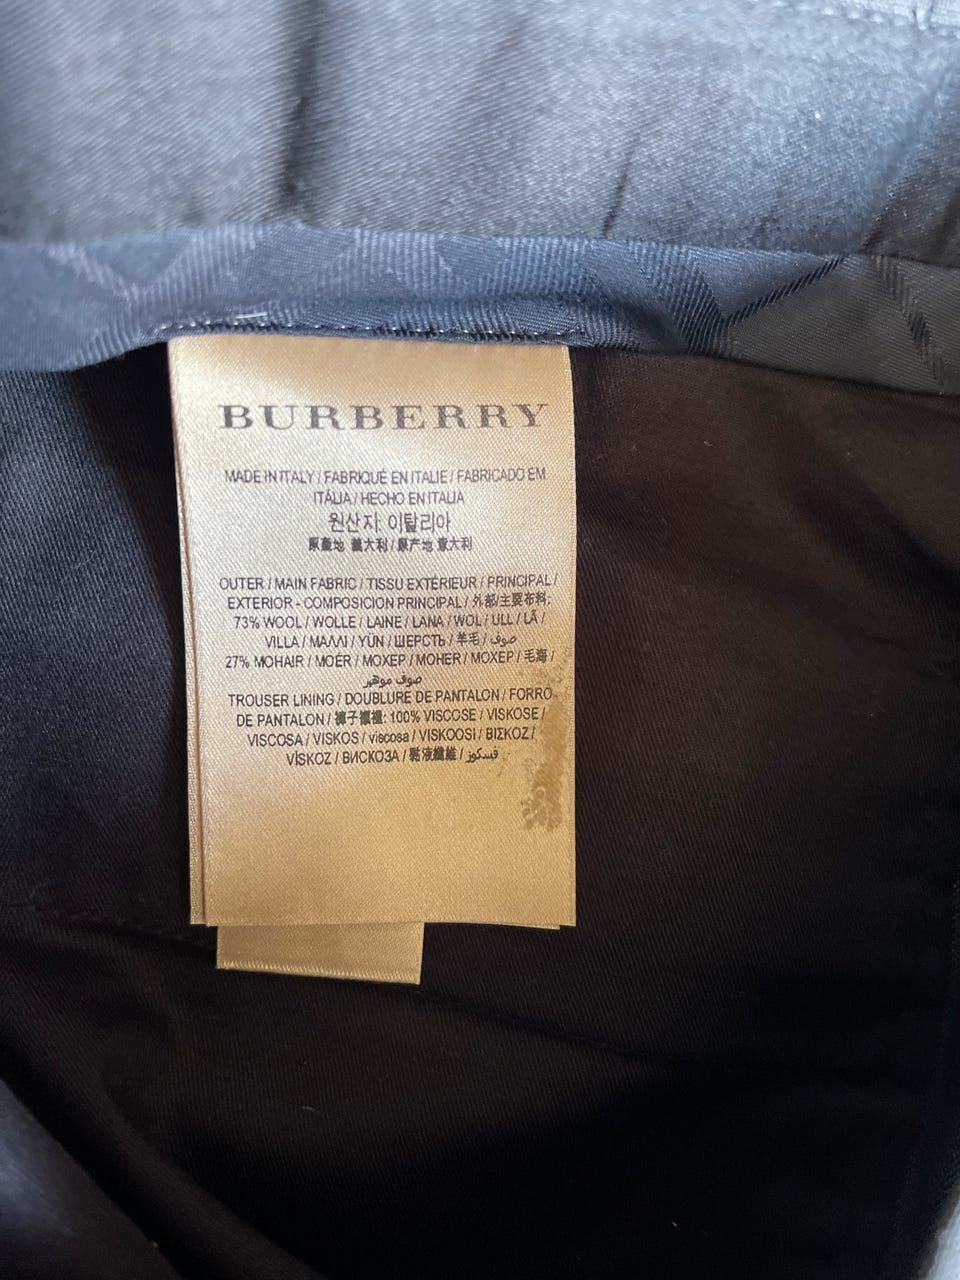 BURBERRY
MADE IN ITALY / FABRIQUÉ EN ITALIE / FABRICADO EM
ITÁLIA / HECHO EN ITALIA
원산지: 이탈리아
原產地 義大利 / 原产地 意大利
OUTER / MAIN FABRIC / TISSU EXTÉRIEUR / PRINCIPAL /
EXTERIOR - COMPOSICION PRINCIPAL / 外部/主要布料:
73% WOOL / WOLLE / LAINE / LANA / WOL / ULL / LÃ /
VILLA / ΜΑΛΛΙ / YÜN / ШЕРСТЬ / 羊毛 / صوف
27% MOHAIR / MOÉR / MOXEP / MOHER / МОХЕР / 毛海 /
صوف موهير
TROUSER LINING / DOUBLURE DE PANTALON / FORRO
DE PANTALON / 褲子襯裡: 100% VISCOSE / VISKOSE /
VISCOSA / VISKOS / viscosa / VISKOOSI / ΒΙΣΚΟΖ /
VİSKOZ / ВИСКОЗА / 黏液纖維 / فسكوز